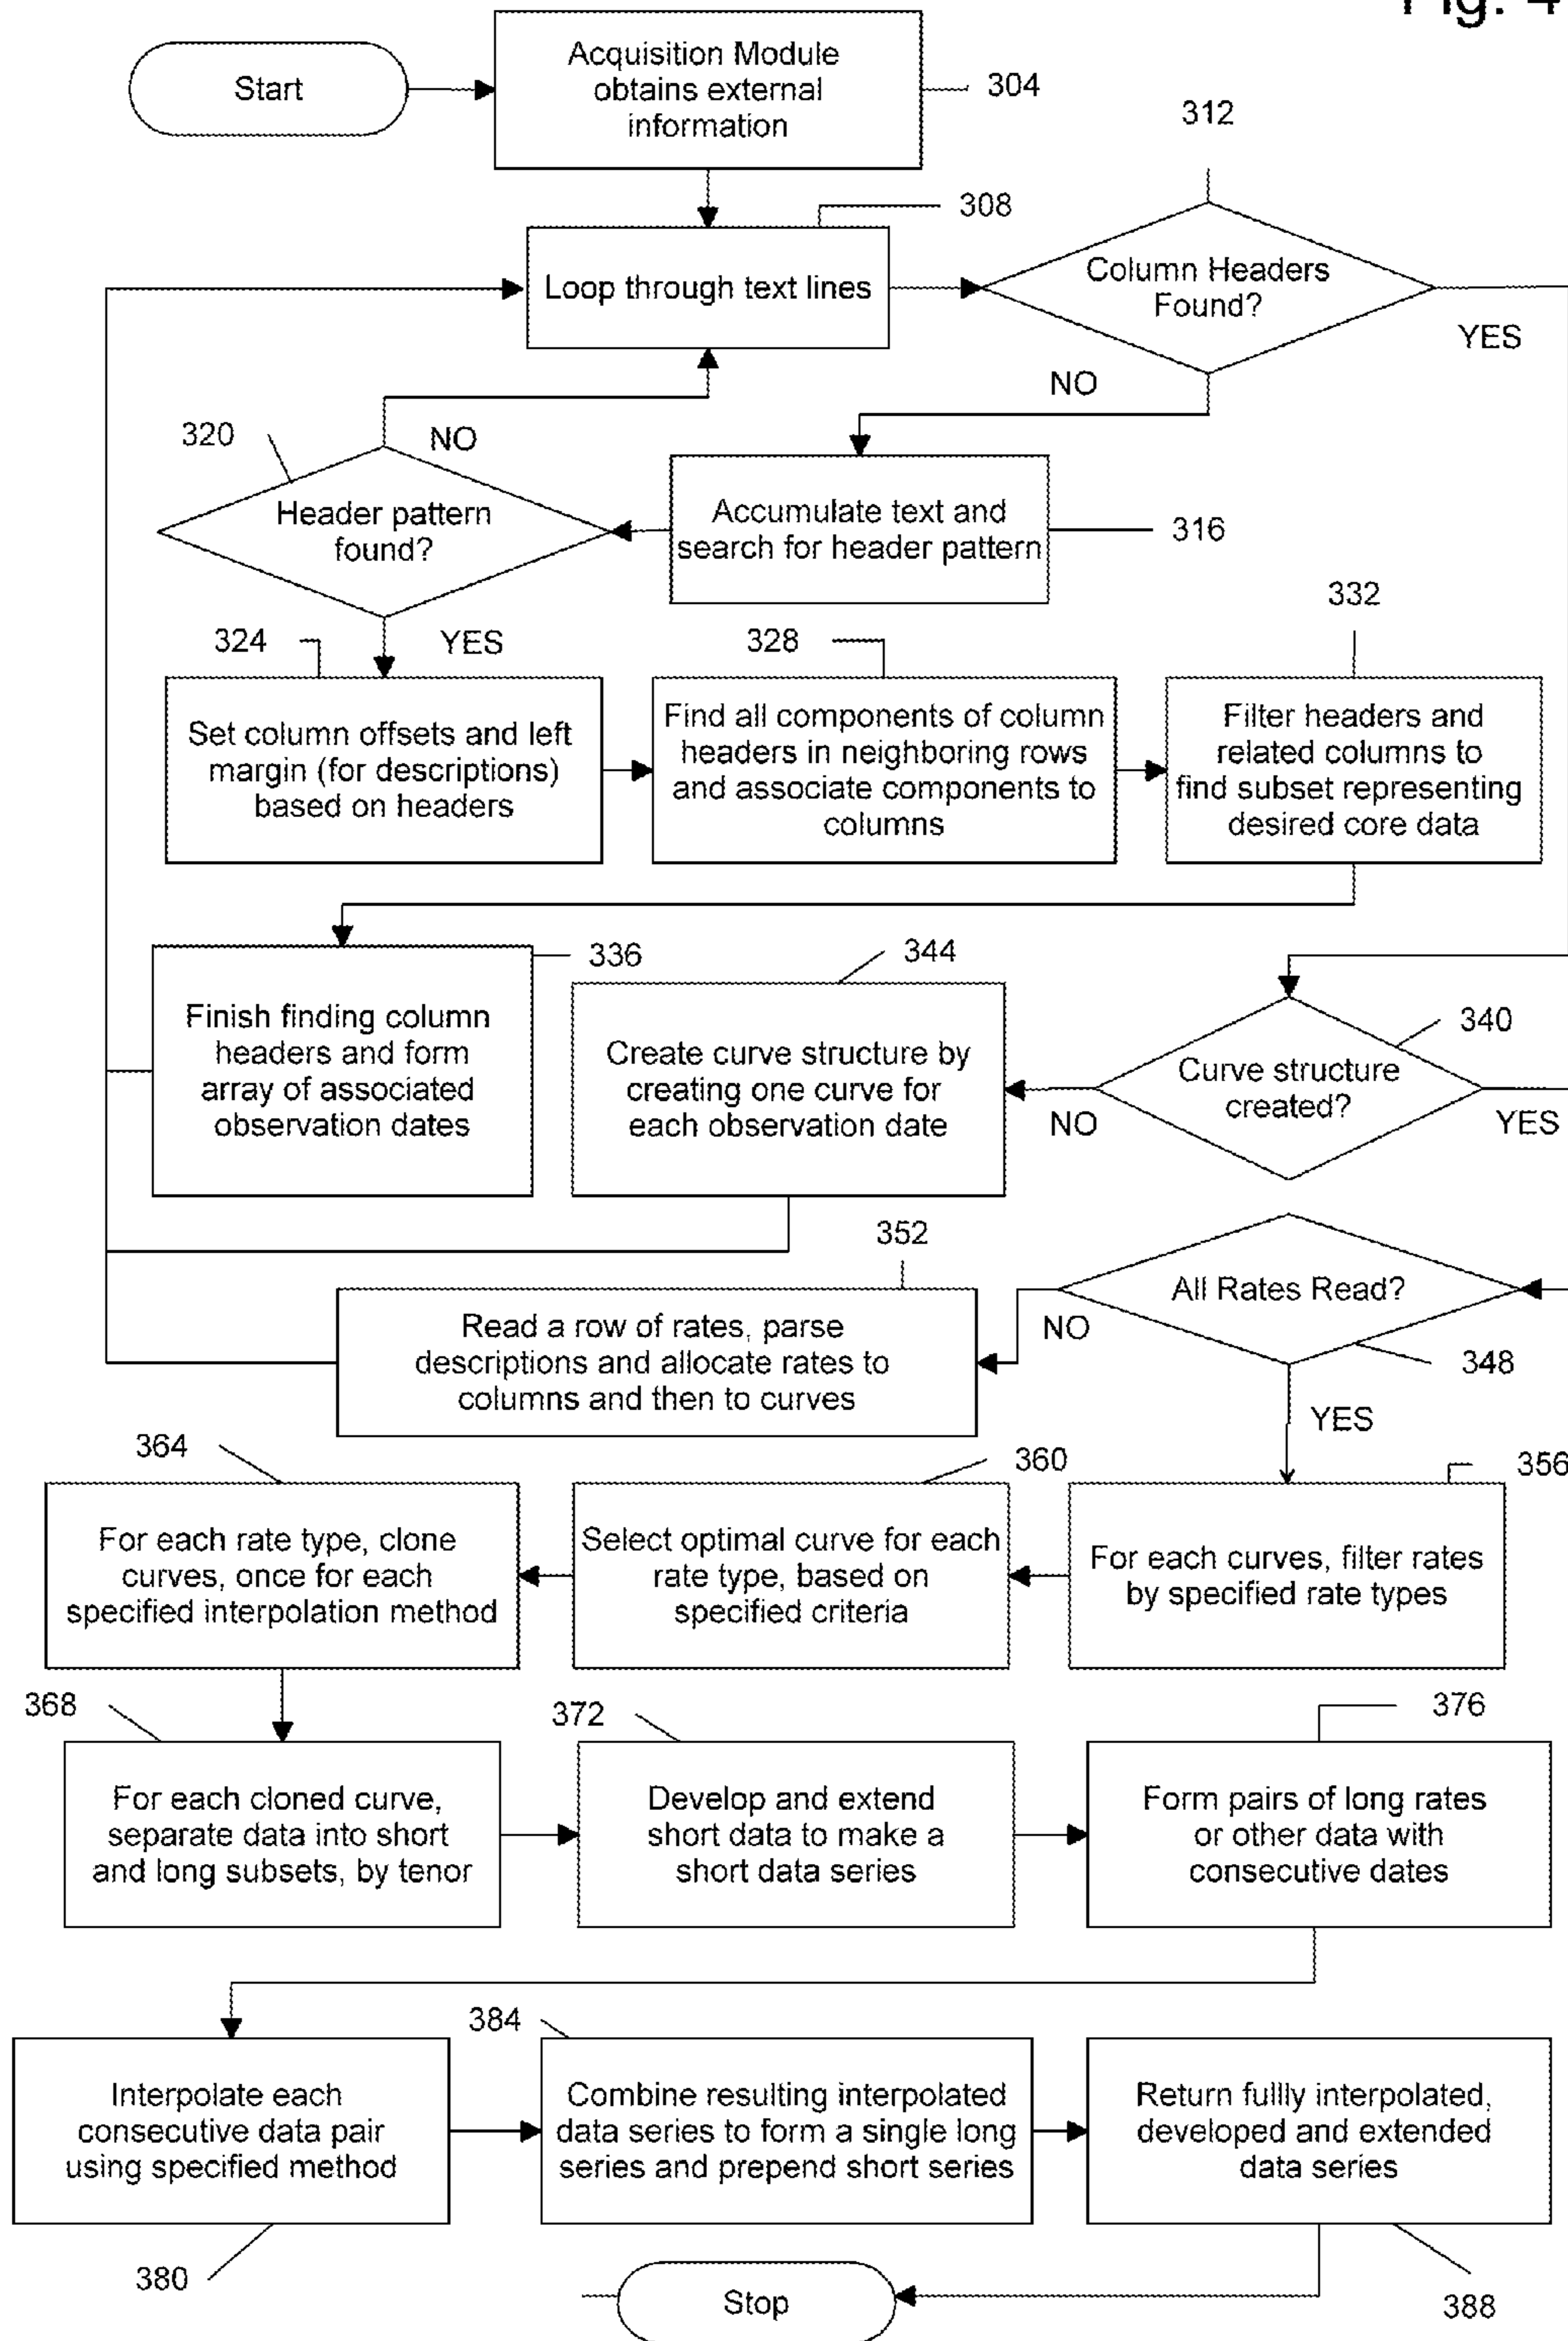 Fig. 4
Start
Acquisition Module
obtains external
information
304
312
308
Loop through text lines
Column Headers
Found?
YES
NO
320
NO
Header pattern
found?
Accumulate text and
search for header pattern
316
332
324
YES
328
Set column offsets and left
margin (for descriptions)
based on headers
Find all components of column
headers in neighboring rows
and associate components to
columns
Filter headers and
related columns to
find subset representing
desired core data
336
344
340
Finish finding column
headers and form
array of associated
observation dates
Create curve structure by
creating one curve for
each observation date
NO
Curve structure
created?
YES
352
Read a row of rates, parse
descriptions and allocate rates to
columns and then to curves
NO
All Rates Read?
348
YES
364
360
356
For each rate type, clone
curves, once for each
specified interpolation method
Select optimal curve for each
rate type, based on
specified criteria
For each curves, filter rates
by specified rate types
368
372
376
For each cloned curve,
separate data into short
and long subsets, by tenor
Develop and extend
short data to make a
short data series
Form pairs of long rates
or other data with
consecutive dates
384
Interpolate each
consecutive data pair
using specified method
Combine resulting interpolated
data series to form a single long
series and prepend short series
Return fullly interpolated,
developed and extended
data series
380
Stop
388